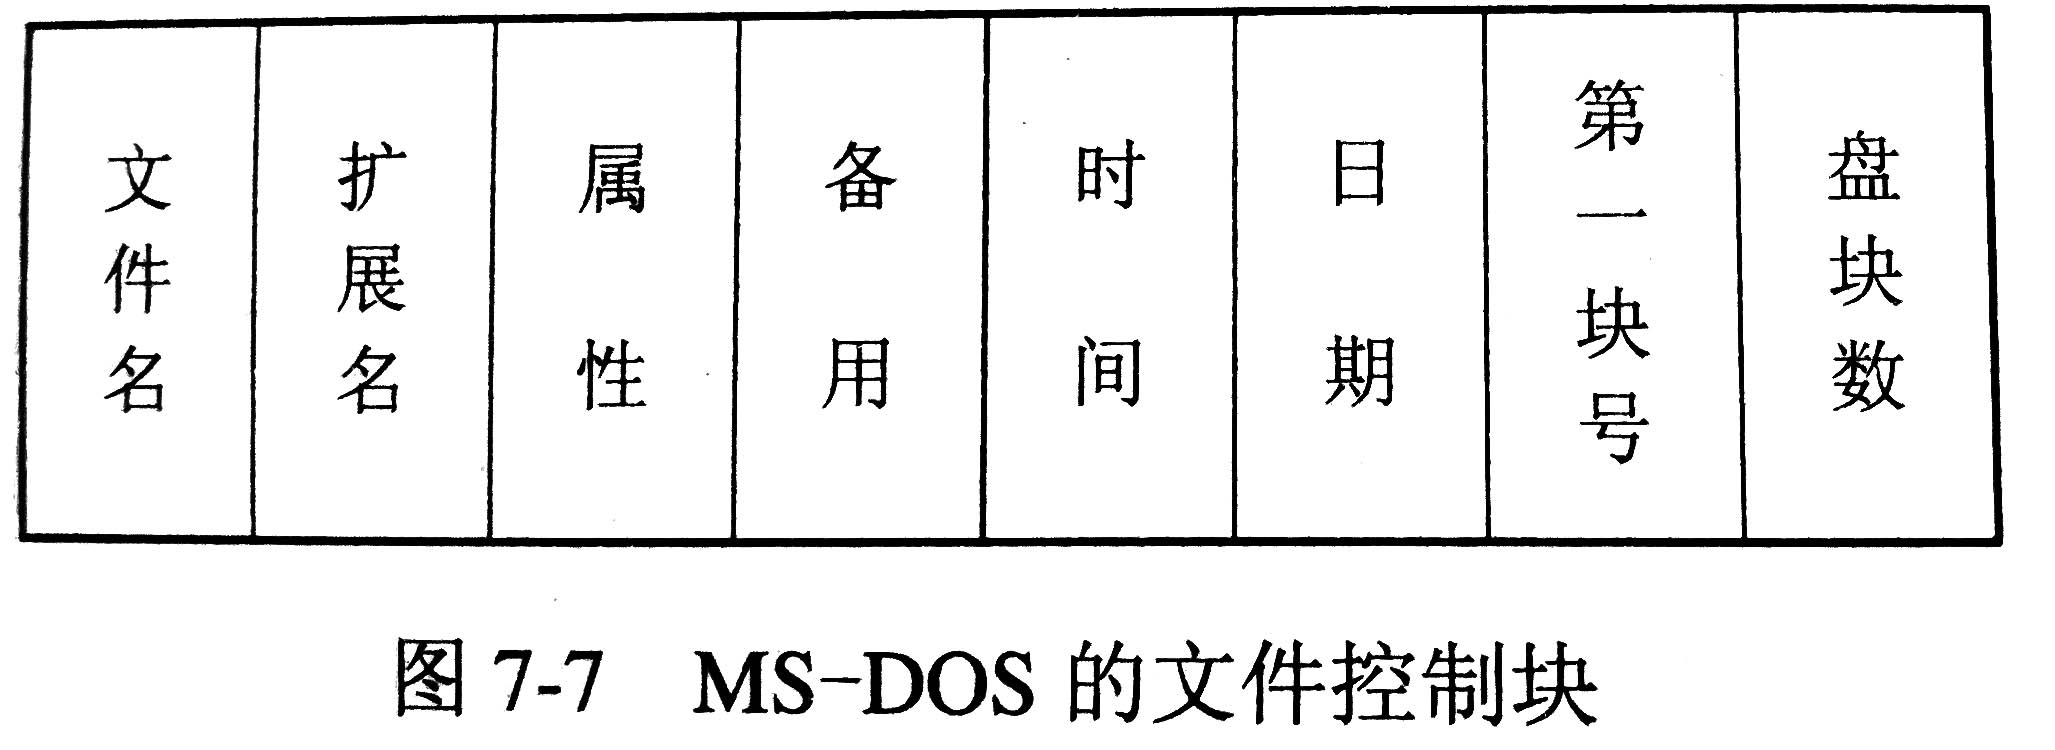 文件名
扩展名
属性
备用
时间
日期
第一块号
盘块数
图 7-7 MS-DOS 的文件控制块